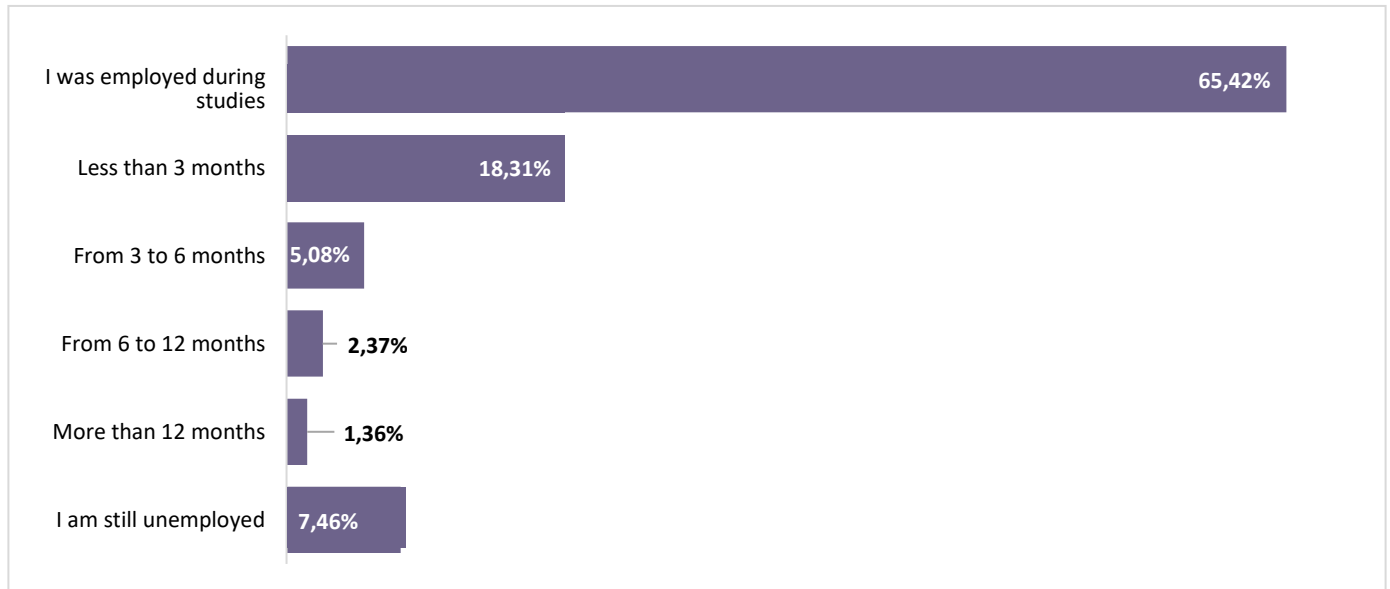 I was employed during
studies
65,42%
Less than 3 months
18,31%
From 3 to 6 months
5,08%
From 6 to 12 months
2,37%
More than 12 months
1,36%
I am still unemployed
7,46%